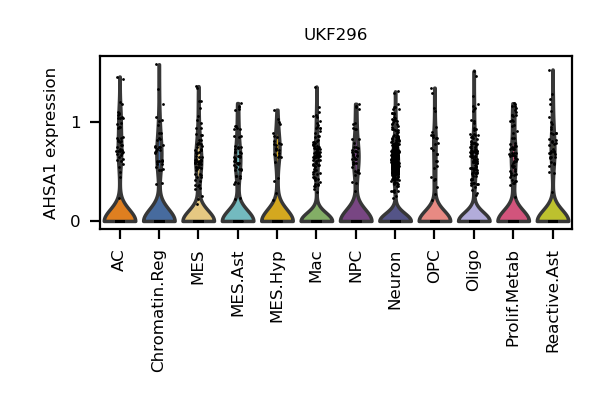 UKF296
AHSA1 expression
1
0
AC
Chromatin.Reg
MES
MES.Ast
MES.Hyp
Mac
NPC
Neuron
OPC
Oligo
Prolif.Metab
Reactive.Ast